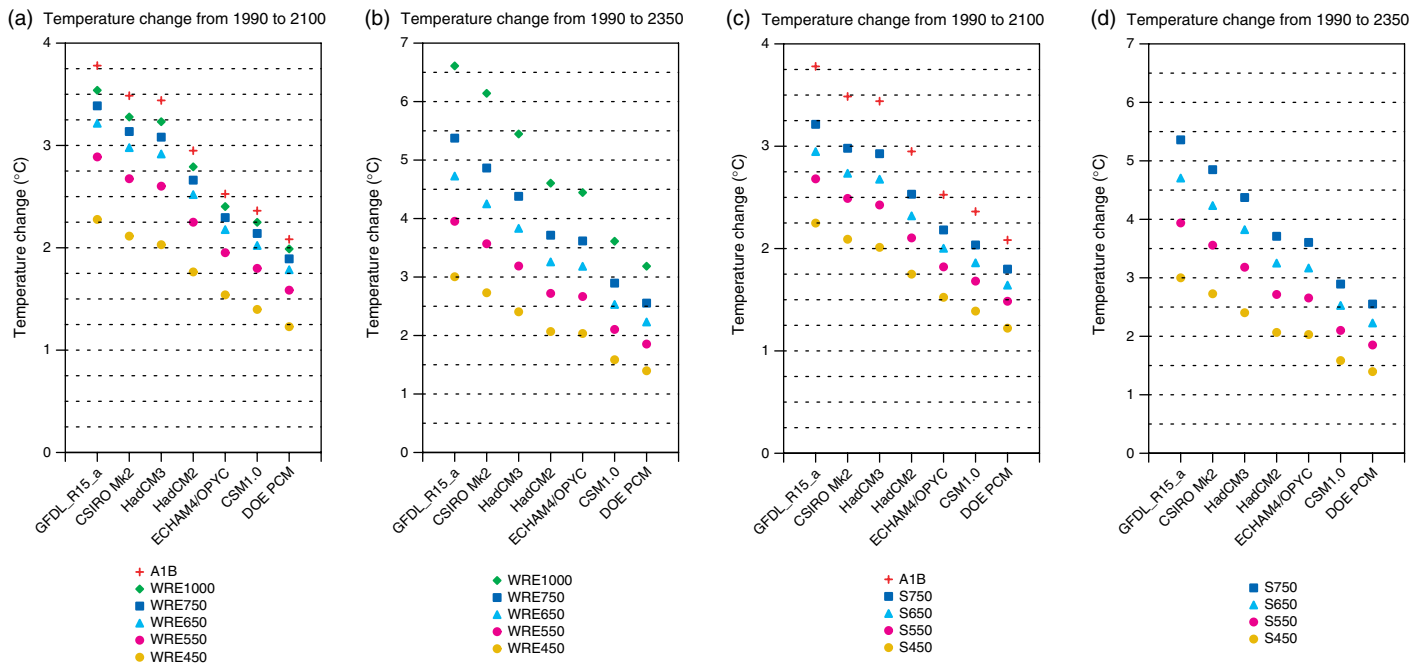 (a) Temperature change from 1990 to 2100
Temperature change (°C)
4
3
2
1
0
GFDL_R15_a
CSIRO Mk2
HadCM3
HadCM2
ECHAM4/OPYC
CSM1.0
DOE PCM
A1B
WRE1000
WRE750
WRE650
WRE550
WRE450
(b) Temperature change from 1990 to 2350
Temperature change (°C)
7
6
5
4
3
2
1
0
GFDL_R15_a
CSIRO Mk2
HadCM3
HadCM2
ECHAM4/OPYC
CSM1.0
DOE PCM
WRE1000
WRE750
WRE650
WRE550
WRE450
(c) Temperature change from 1990 to 2100
Temperature change (°C)
4
3
2
1
0
GFDL_R15_a
CSIRO Mk2
HadCM3
HadCM2
ECHAM4/OPYC
CSM1.0
DOE PCM
A1B
S750
S650
S550
S450
(d) Temperature change from 1990 to 2350
Temperature change (°C)
7
6
5
4
3
2
1
0
GFDL_R15_a
CSIRO Mk2
HadCM3
HadCM2
ECHAM4/OPYC
CSM1.0
DOE PCM
S750
S650
S550
S450